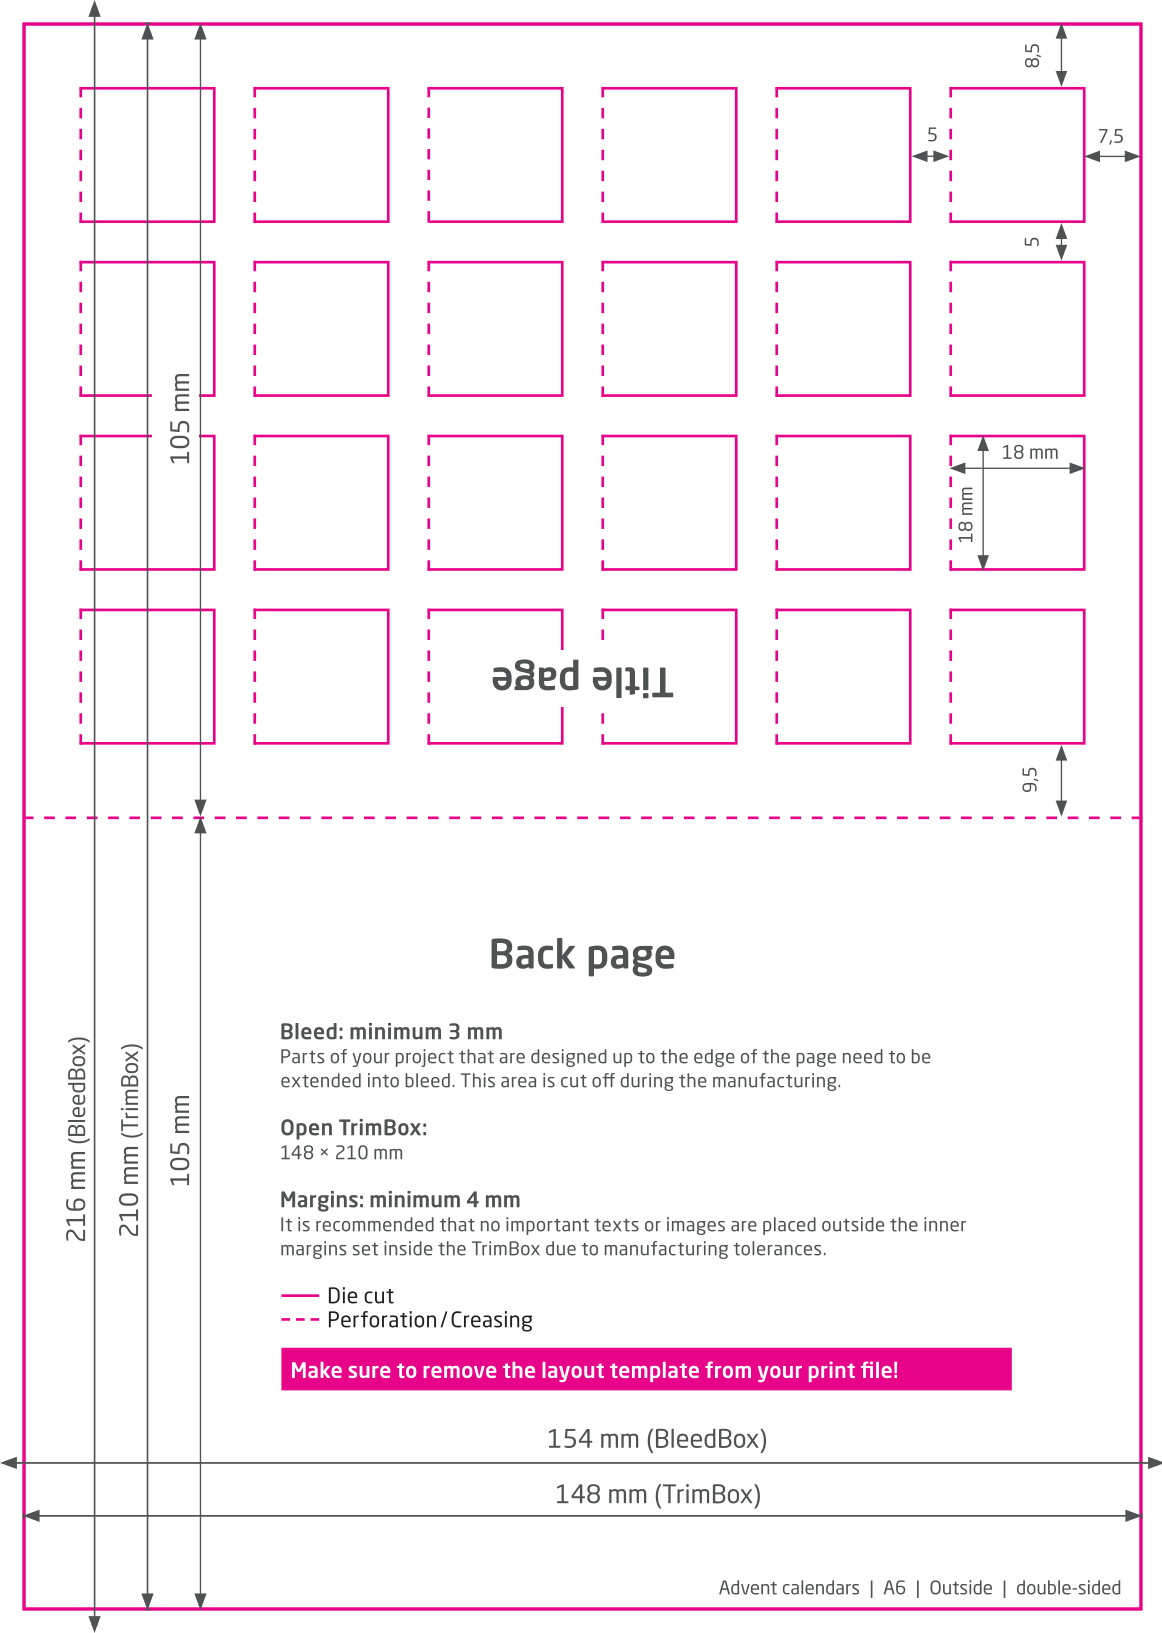 8,5
5
7,5
5
105 mm
18 mm
18 mm
Title page
9,5
Back page
Bleed: minimum 3 mm
Parts of your project that are designed up to the edge of the page need to be
extended into bleed. This area is cut off during the manufacturing.
Open TrimBox:
148 × 210 mm
Margins: minimum 4 mm
It is recommended that no important texts or images are placed outside the inner
margins set inside the TrimBox due to manufacturing tolerances.
216 mm (BleedBox)
210 mm (TrimBox)
105 mm
Die cut
Perforation / Creasing
Make sure to remove the layout template from your print file!
154 mm (BleedBox)
148 mm (TrimBox)
Advent calendars | A6 | Outside | double-sided